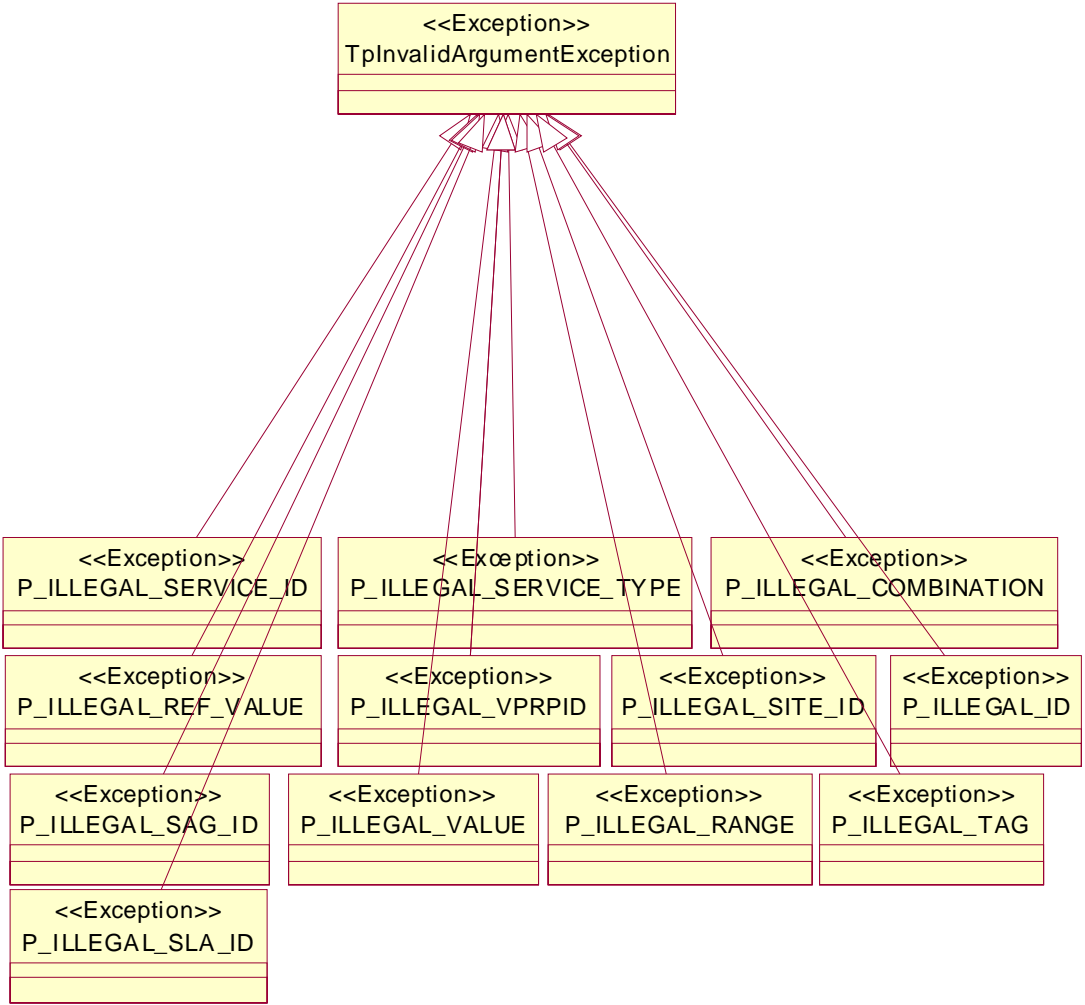 <<Exception>>
TpInvalidArgumentException
<<Exception>>
P_ILLEGAL_SERVICE_ID
<<Exception>>
P_ILLEGAL_SERVICE_TYPE
<<Exception>>
P_ILLEGAL_COMBINATION
<<Exception>>
P_ILLEGAL_REF_VALUE
<<Exception>>
P_ILLEGAL_VPRPID
<<Exception>>
P_ILLEGAL_SITE_ID
<<Exception>>
P_ILLEGAL_ID
<<Exception>>
P_ILLEGAL_SAG_ID
<<Exception>>
P_ILLEGAL_VALUE
<<Exception>>
P_ILLEGAL_RANGE
<<Exception>>
P_ILLEGAL_TAG
<<Exception>>
P_ILLEGAL_SLA_ID